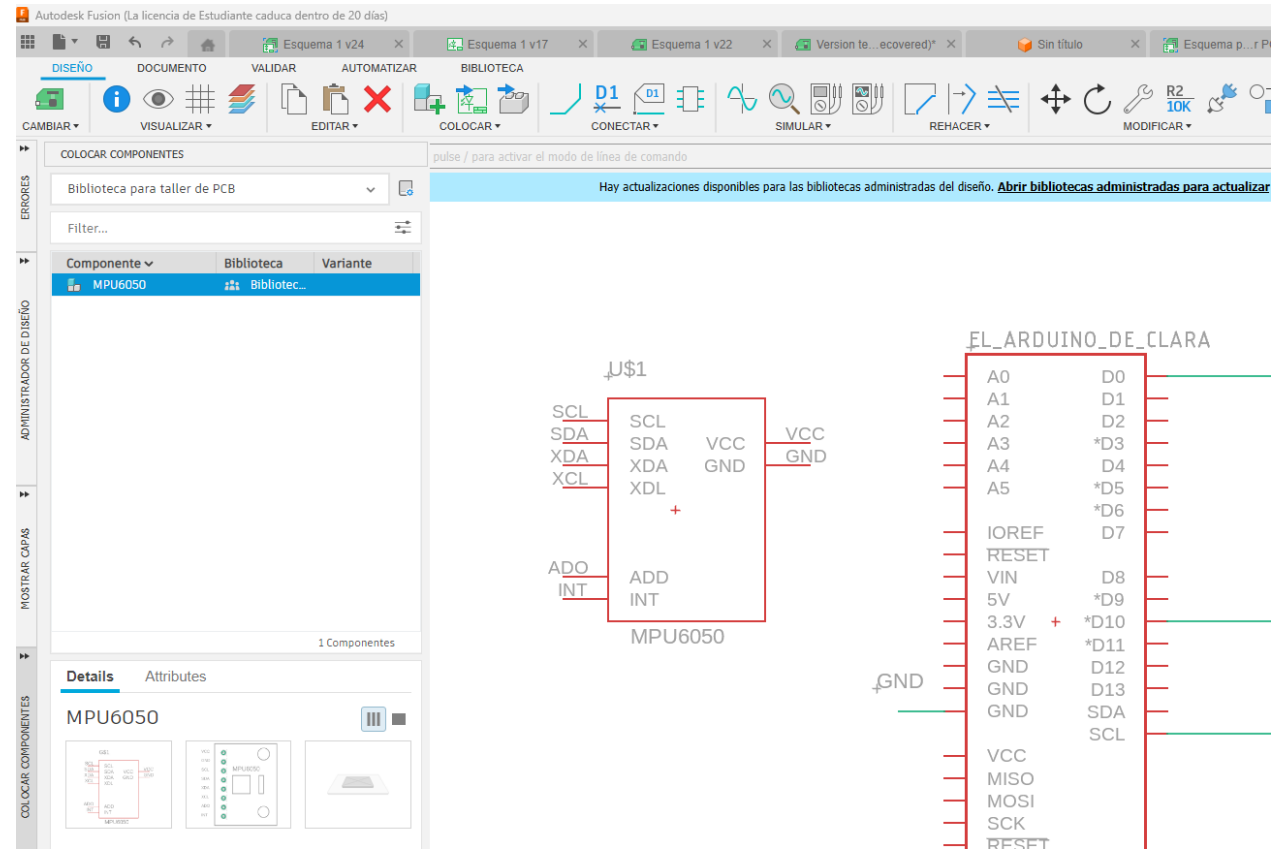 Autodesk Fusion (La licencia de Estudiante caduca dentro de 20 días)
Esquema 1 v24
Esquema 1 v17
Esquema 1 v22
Version te...ecovered)*
Sin título
Esquema p...r P
DISEÑO DOCUMENTO VALIDAR AUTOMATIZAR BIBLIOTECA
D1 D1 R2 10K
CAMBIAR VISUALIZAR EDITAR COLOCAR CONECTAR SIMULAR REHACER MODIFICAR
COLOCAR COMPONENTES
pulse / para activar el modo de línea de comando
Biblioteca para taller de PCB
Hay actualizaciones disponibles para las bibliotecas administradas del diseño. Abrir bibliotecas administradas para actualizar
Filter...
Componente Biblioteca Variante
MPU6050 Bibliotec...
1 Componentes
Details Attributes
MPU6050
ERRORES
ADMINISTRADOR DE DISEÑO
MOSTRAR CAPAS
COLOCAR COMPONENTES
U$1
SCL SCL
SDA SDA VCC VCC
XDA XDA GND GND
XCL XDL
ADO ADD
INT INT
MPU6050
EL_ARDUINO_DE_CLARA
A0 D0
A1 D1
A2 D2
A3 *D3
A4 D4
A5 *D5
*D6
IOREF D7
RESET
VIN D8
5V *D9
3.3V *D10
AREF *D11
GND D12
GND GND D13
GND SDA
SCL
VCC
MISO
MOSI
SCK
RESET